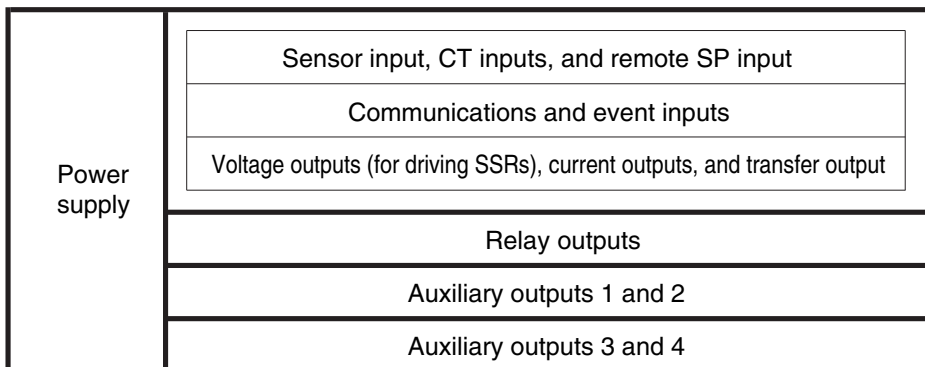 Power
supply
Sensor input, CT inputs, and remote SP input
Communications and event inputs
Voltage outputs (for driving SSRs), current outputs, and transfer output
Relay outputs
Auxiliary outputs 1 and 2
Auxiliary outputs 3 and 4